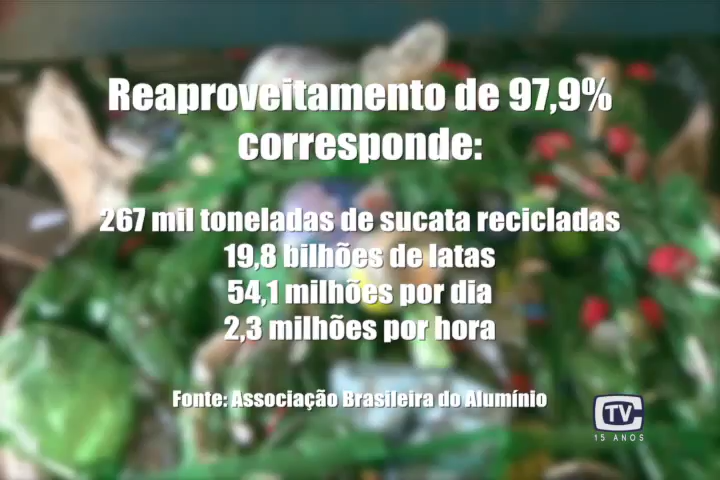 Reaproveitamento de 97,9%
corresponde:
267 mil toneladas de sucata recicladas
19,8 bilhões de latas
54,1 milhões por dia
2,3 milhões por hora
Fonte: Associação Brasileira do Alumínio
TV
15 ANOS